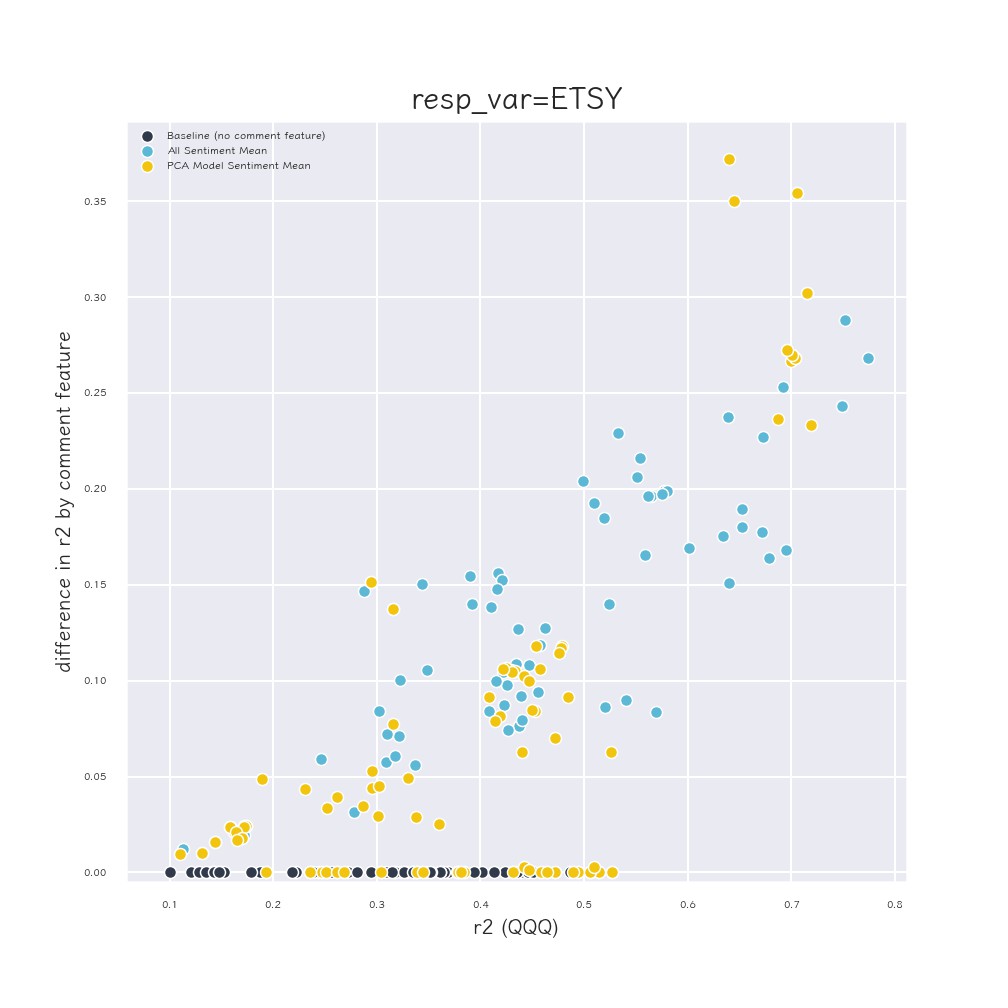 resp_var=ETSY
Baseline (no comment feature)
All Sentiment Mean
PCA Model Sentiment Mean
difference in r2 by comment feature
0.35
0.30
0.25
0.20
0.15
0.10
0.05
0.00
0.1 0.2 0.3 0.4 0.5 0.6 0.7 0.8
r2 (QQQ)